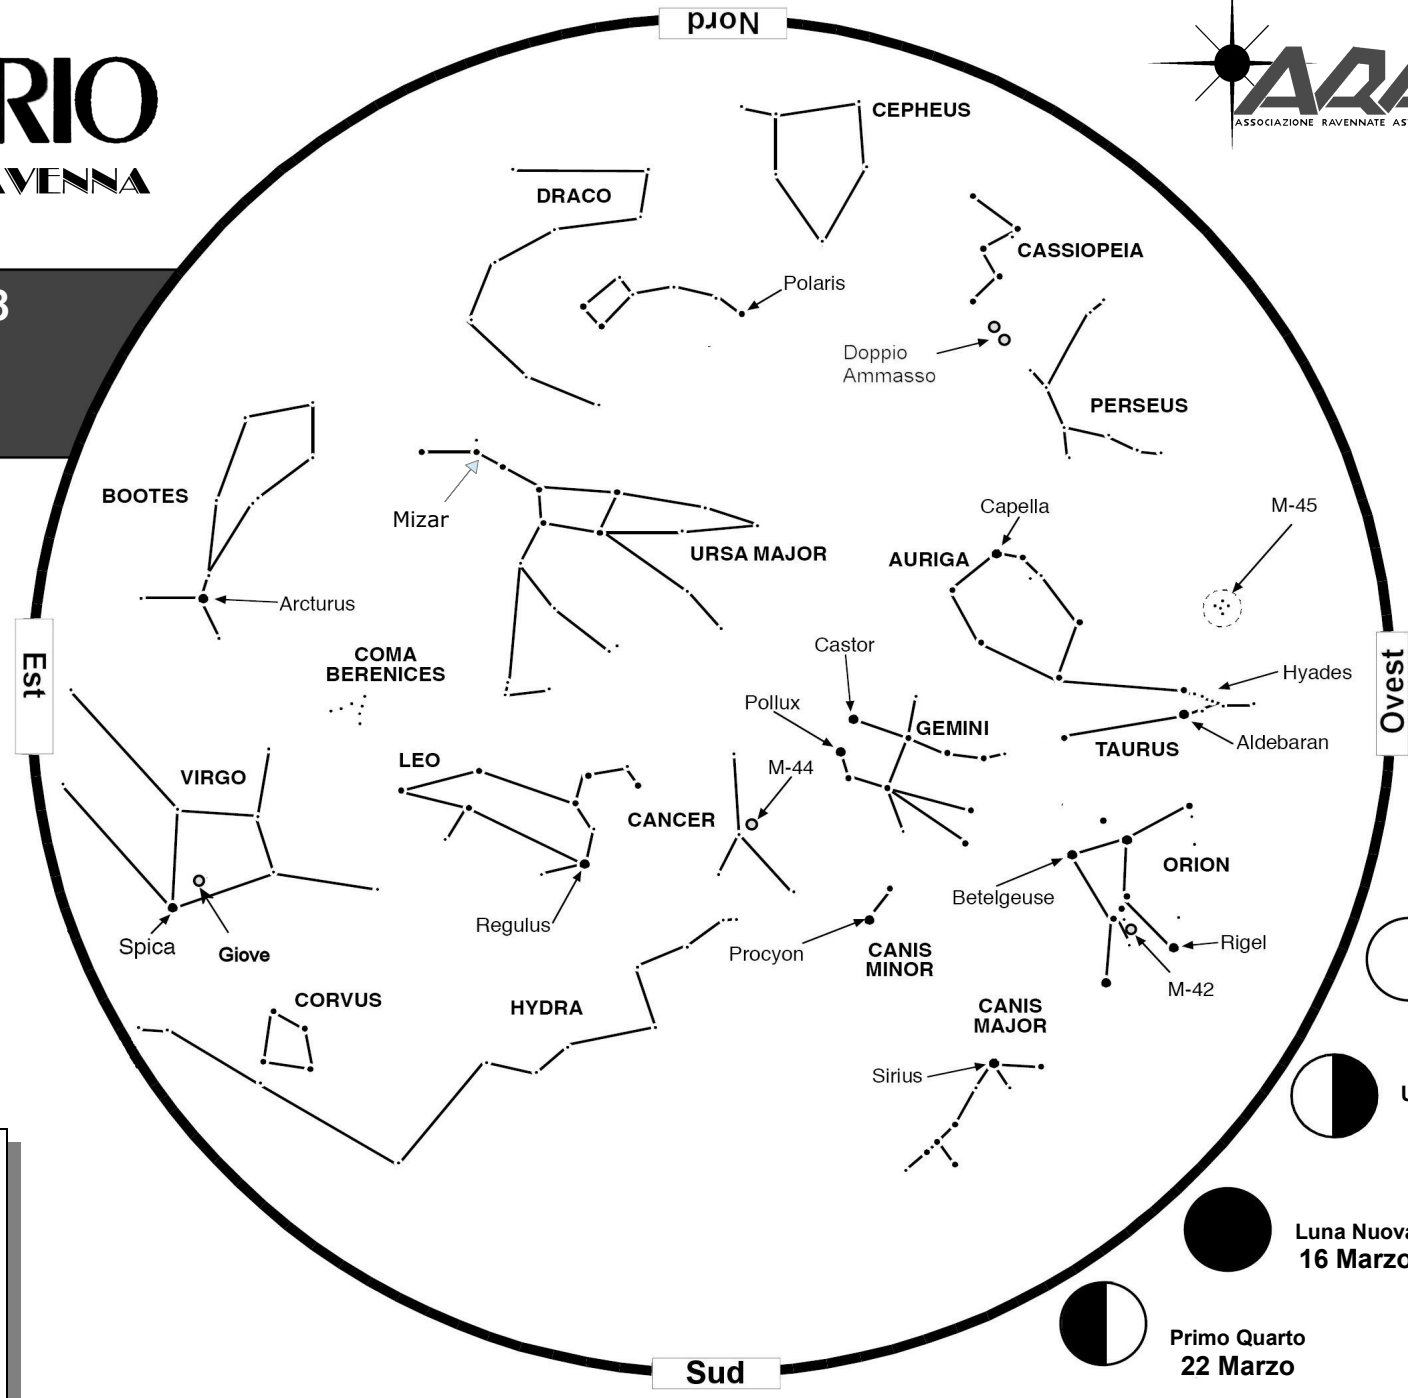 Nord
RIO
AVENNA
ASSOCIAZIONE RAVENNATE AS
CEPHEUS
DRACO
CASSIOPEIA
Polaris
Doppio
Ammasso
PERSEUS
BOOTES
Mizar
URSA MAJOR
Capella
M-45
AURIGA
Arcturus
COMA
BERENICES
Est
Castor
Hyades
Ovest
Pollux
GEMINI
Aldebaran
TAURUS
LEO
VIRGO
M-44
CANCER
ORION
Betelgeuse
Regulus
Spica
Giove
Procyon
CANIS
MINOR
Rigel
M-42
CORVUS
HYDRA
CANIS
MAJOR
Sirius
Luna Nuova
16 Marzo
Primo Quarto
22 Marzo
Sud